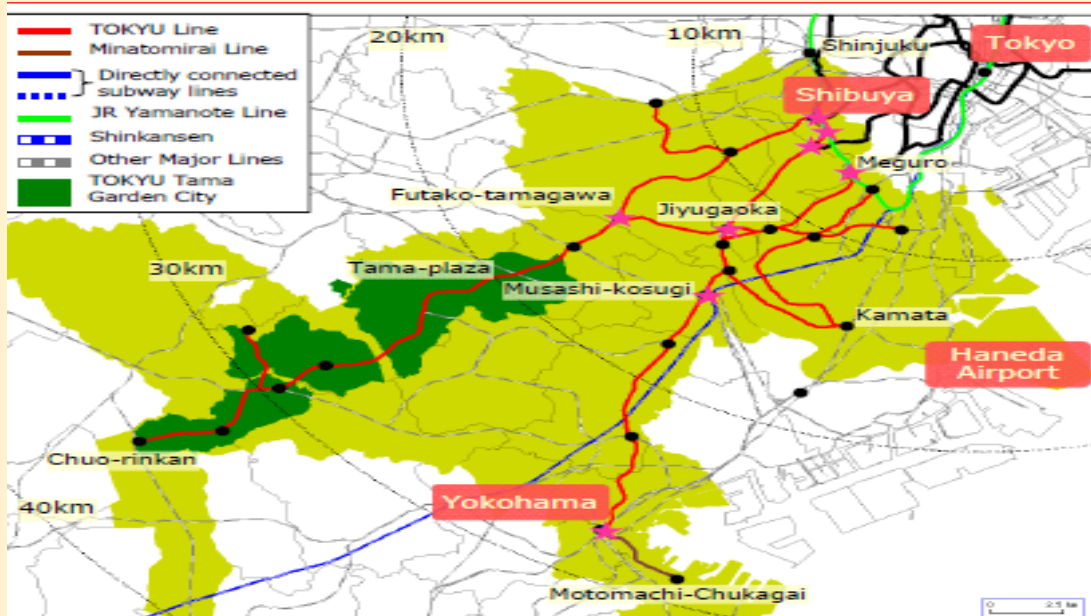 TOKYU Line
Minatomirai Line
Directly connected
subway lines
JR Yamanote Line
Shinkansen
Other Major Lines
TOKYU Tama
Garden City
20km
10km
Shinjuku
Tokyo
Shibuya
Meguro
Futako-tamagawa
Jiyugaoka
30km
Tama-plaza
Musashi-kosugi
Kamata
Haneda
Airport
Chuo-rinkan
Yokohama
40km
Motomachi-Chukagai
0